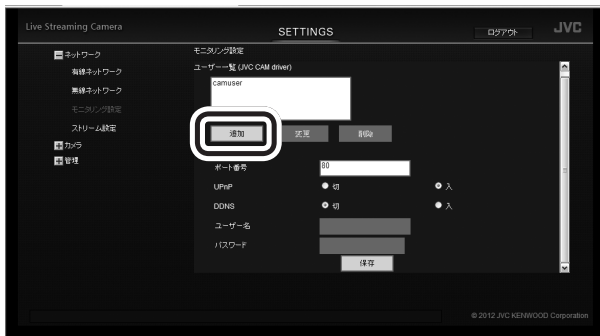 Live Streaming Camera
SETTINGS
ログアウト
JVC
ネットワーク
有線ネットワーク
無線ネットワーク
モニタリング設定
ストリーム設定
カメラ
管理
モニタリング設定
ユーザー一覧 (JVC CAM driver)
camuser
追加 変更 削除
ポート番号 80
UPnP 切 入
DDNS 切 入
ユーザー名
パスワード
保存
© 2012 JVC KENWOOD Corporation